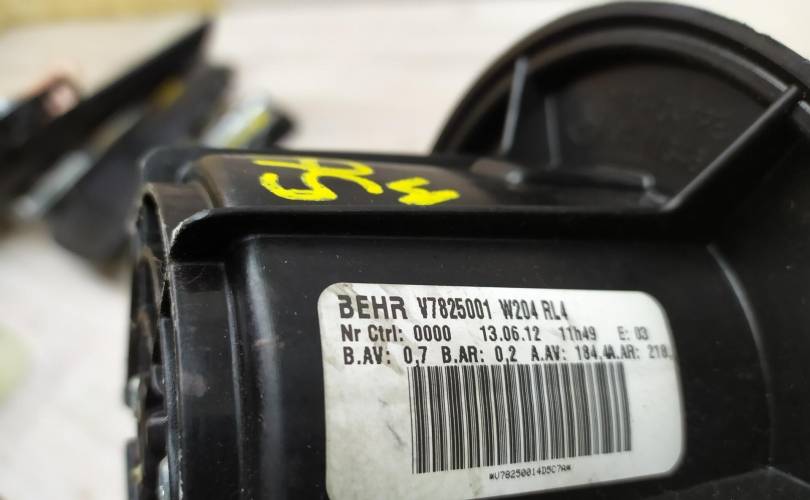 BEHR V7825001 W204 RL4
Nr Ctrl: 0000 13.06.12 11h49 E: 03
B.AV: 0,7 B.AR: 0,2 A.AV: 184,4A.AR: 218,